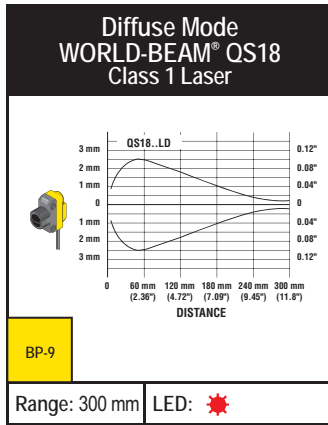 Diffuse Mode
WORLD-BEAM® QS18
Class 1 Laser
QS18..LD
3 mm 0.12"
2 mm 0.08"
1 mm 0.04"
0 0
1 mm 0.04"
2 mm 0.08"
3 mm 0.12"
0 60 mm 120 mm 180 mm 240 mm 300 mm
(2.36") (4.72") (7.09") (9.45") (11.8")
DISTANCE
BP-9
Range: 300 mm LED: